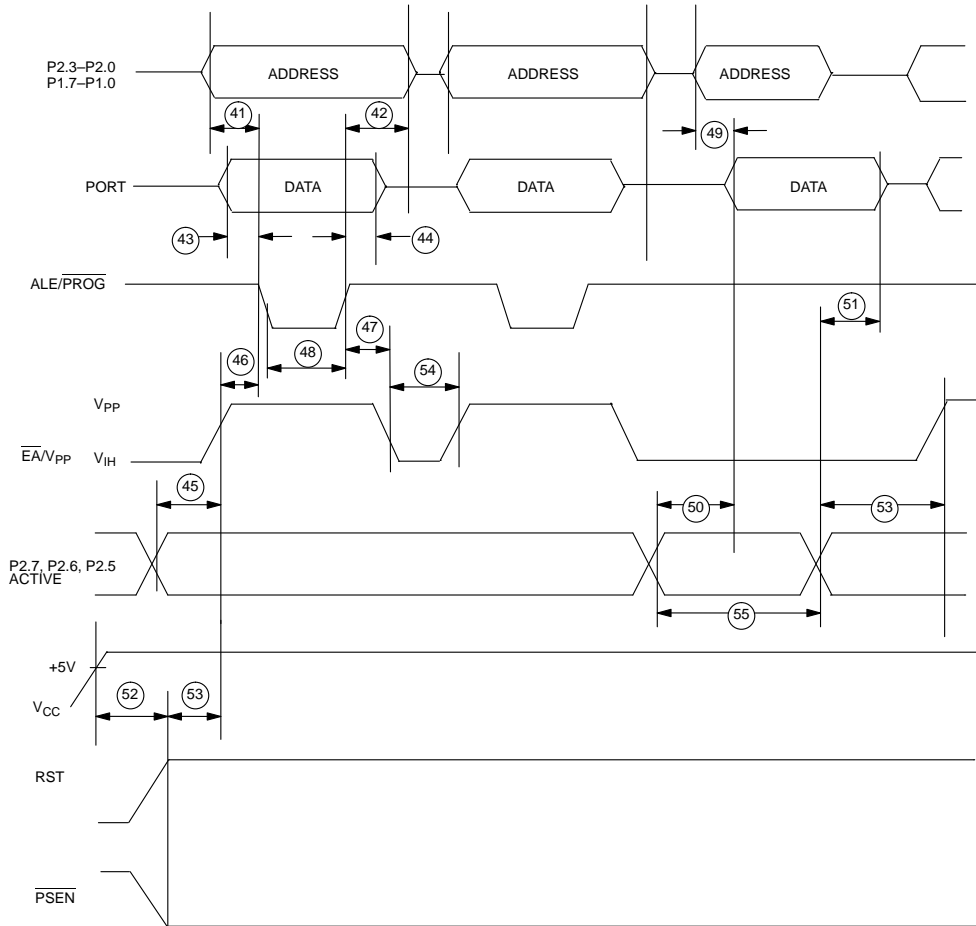 P2.3–P2.0
P1.7–P1.0
ADDRESS
ADDRESS
ADDRESS
41
42
49
PORT
DATA
DATA
DATA
43
44
ALE/PROG
51
47
46
48
54
VPP
EA/VPP
VIH
45
50
53
P2.7, P2.6, P2.5
ACTIVE
55
+5V
52
53
VCC
RST
PSEN